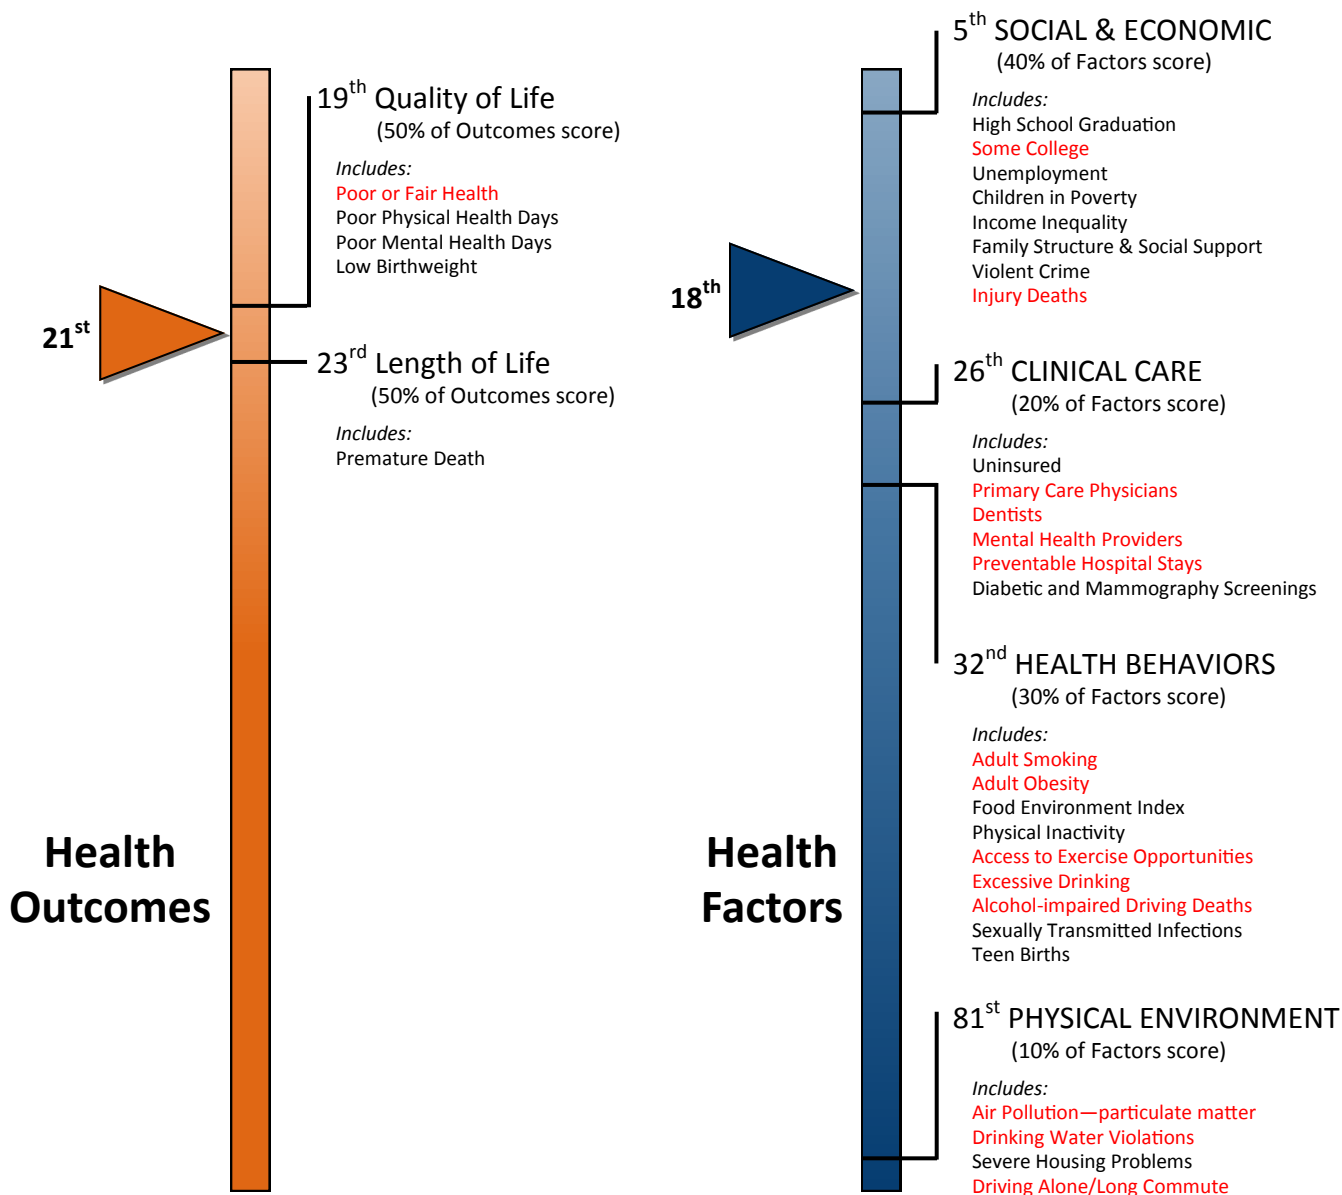 19th Quality of Life
(50% of Outcomes score)
Includes:
Poor or Fair Health
Poor Physical Health Days
Poor Mental Health Days
Low Birthweight
21st
23rd Length of Life
(50% of Outcomes score)
Includes:
Premature Death
Health
Outcomes
5th SOCIAL & ECONOMIC
(40% of Factors score)
Includes:
High School Graduation
Some College
Unemployment
Children in Poverty
Income Inequality
Family Structure & Social Support
Violent Crime
Injury Deaths
18th
26th CLINICAL CARE
(20% of Factors score)
Includes:
Uninsured
Primary Care Physicians
Dentists
Mental Health Providers
Preventable Hospital Stays
Diabetic and Mammography Screenings
32nd HEALTH BEHAVIORS
(30% of Factors score)
Includes:
Adult Smoking
Adult Obesity
Food Environment Index
Physical Inactivity
Access to Exercise Opportunities
Excessive Drinking
Alcohol-impaired Driving Deaths
Sexually Transmitted Infections
Teen Births
Health
Factors
81st PHYSICAL ENVIRONMENT
(10% of Factors score)
Includes:
Air Pollution—particulate matter
Drinking Water Violations
Severe Housing Problems
Driving Alone/Long Commute